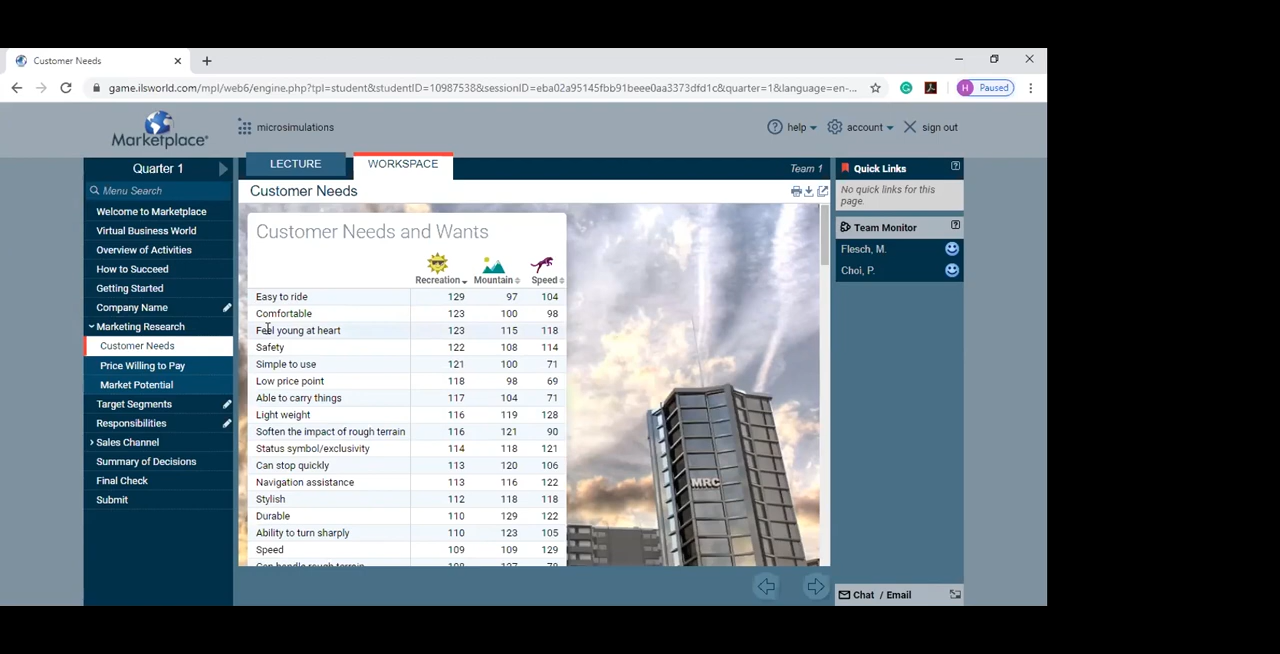 Customer Needs
game.ilsworld.com/mpl/web6/engine.php?tpl=student&studentID=10987538&sessionID=eba02a95145fbb91beee0aa3373dfd1c&quarter=1&language=en-...
H Paused
Marketplace
microsimulations
help
account
sign out
Quarter 1
Menu Search
Welcome to Marketplace
Virtual Business World
Overview of Activities
How to Succeed
Getting Started
Company Name
Marketing Research
Customer Needs
Price Willing to Pay
Market Potential
Target Segments
Responsibilities
Sales Channel
Summary of Decisions
Final Check
Submit
LECTURE
WORKSPACE
Team 1
Customer Needs
Customer Needs and Wants
Recreation Mountain Speed
Easy to ride 129 97 104
Comfortable 123 100 98
Feel young at heart 123 115 118
Safety 122 108 114
Simple to use 121 100 71
Low price point 118 98 69
Able to carry things 117 104 71
Light weight 116 119 128
Soften the impact of rough terrain 116 121 90
Status symbol/exclusivity 114 118 121
Can stop quickly 113 120 106
Navigation assistance 113 116 122
Stylish 112 118 118
Durable 110 129 122
Ability to turn sharply 110 123 105
Speed 109 109 129
MRC
Quick Links
No quick links for this
page.
Team Monitor
Flesch, M.
Choi, P.
Chat / Email